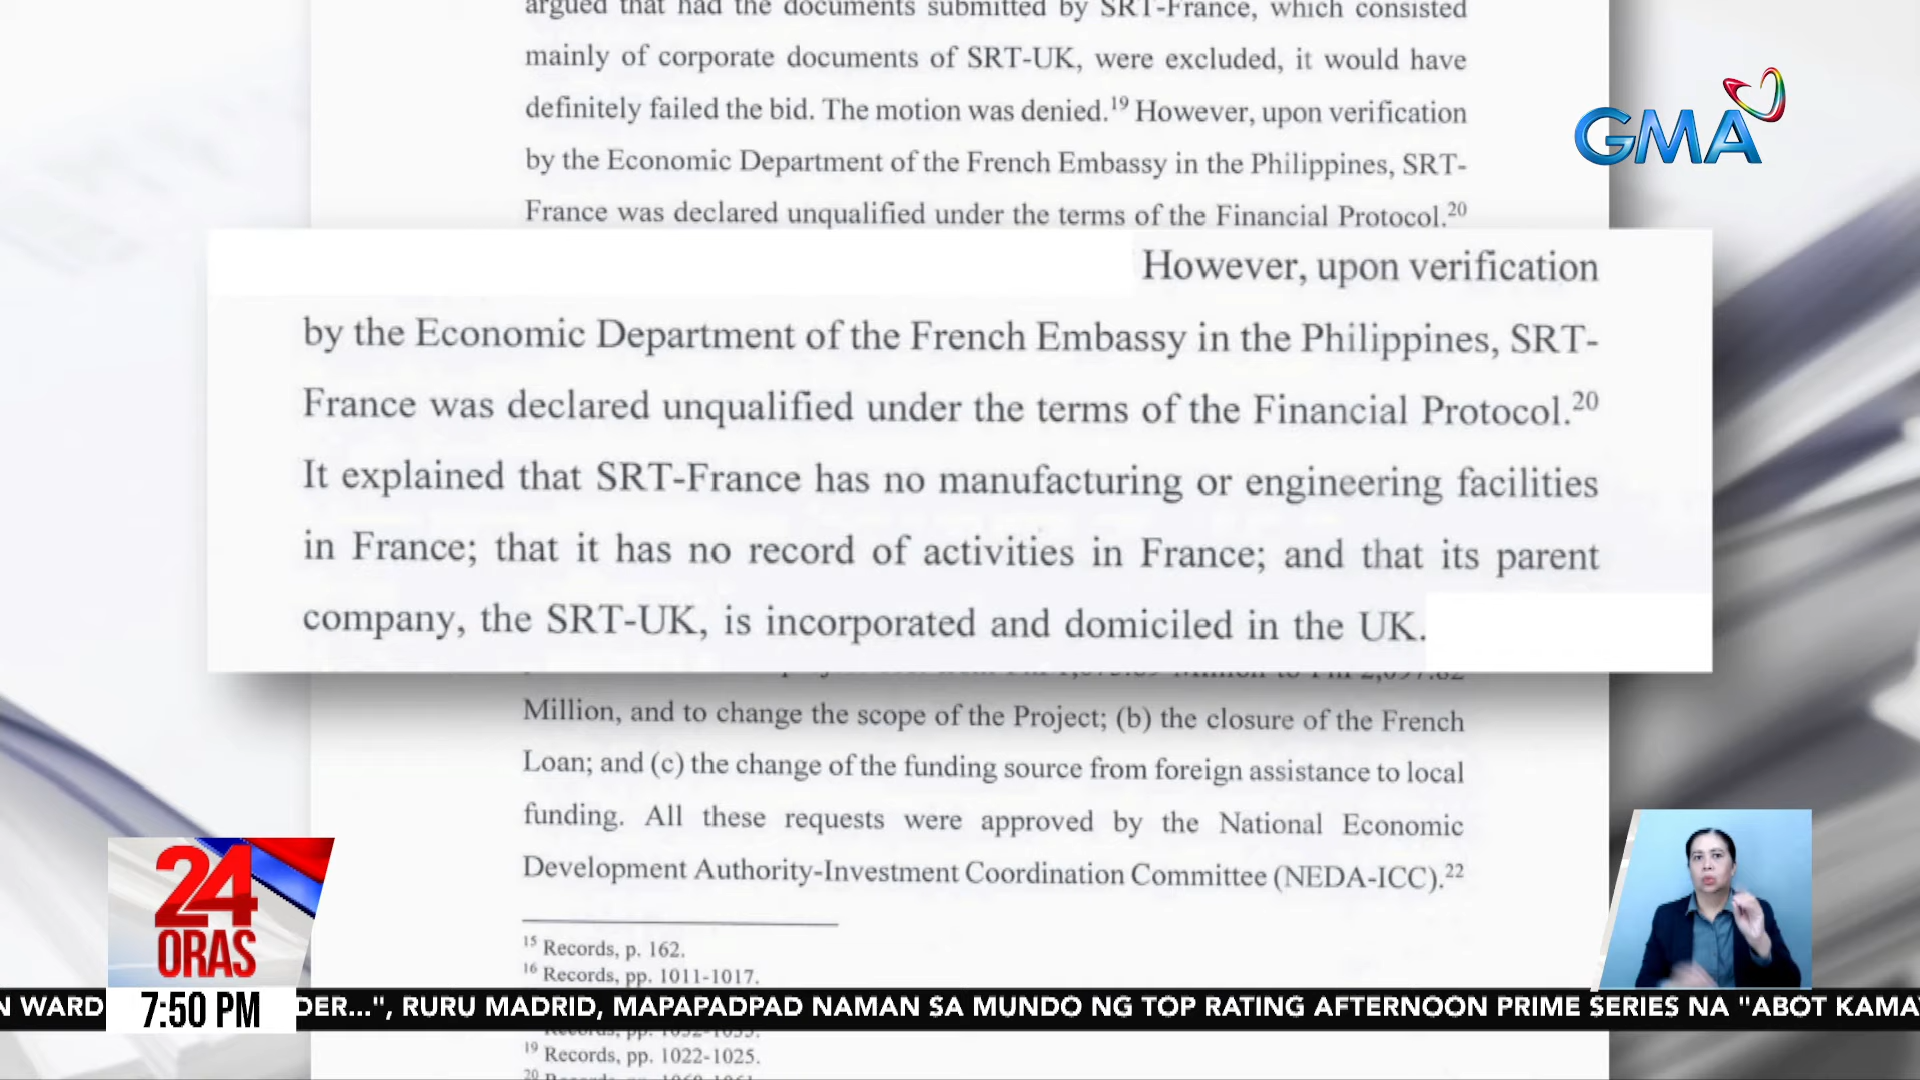 argued that had the documents submitted by SRT-France, which consisted
mainly of corporate documents of SRT-UK, were excluded, it would have
definitely failed the bid. The motion was denied.19 However, upon verification
by the Economic Department of the French Embassy in the Philippines, SRT-
France was declared unqualified under the terms of the Financial Protocol.20
GMA
However, upon verification
by the Economic Department of the French Embassy in the Philippines, SRT-
France was declared unqualified under the terms of the Financial Protocol.20
It explained that SRT-France has no manufacturing or engineering facilities
in France; that it has no record of activities in France; and that its parent
company, the SRT-UK, is incorporated and domiciled in the UK.
Million, and to change the scope of the Project; (b) the closure of the French
Loan; and (c) the change of the funding source from foreign assistance to local
funding. All these requests were approved by the National Economic
Development Authority-Investment Coordination Committee (NEDA-ICC).22
15 Records, p. 162.
16 Records, pp. 1011-1017.
24
ORAS
7:50 PM
N WARD DER...", RURU MADRID, MAPAPADPAD NAMAN SA MUNDO NG TOP RATING AFTERNOON PRIME SERIES NA "ABOT KAMA
19 Records, pp. 1022-1025.